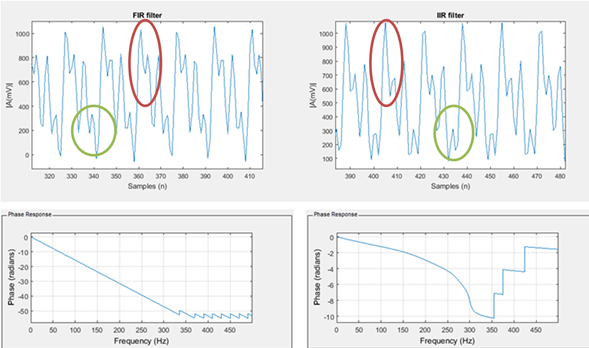 FIR filter
1000
800
600
400
200
0
|A(mV)|
320 330 340 350 360 370 380 390 400 410
Samples (n)
IIR filter
1000
900
800
700
600
500
400
300
200
100
|A(mV)|
390 400 410 420 430 440 450 460 470 480
Samples (n)
Phase Response
0
-10
-20
-30
-40
-50
Phase (radians)
0 50 100 150 200 250 300 350 400 450
Frequency (Hz)
Phase Response
0
-2
-4
-6
-8
-10
Phase (radians)
0 50 100 150 200 250 300 350 400 450
Frequency (Hz)